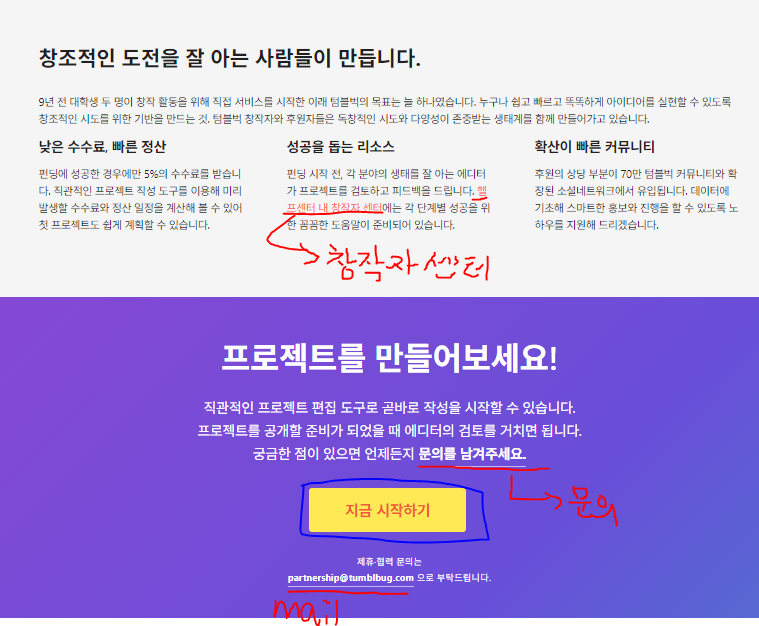 창조적인 도전을 잘 아는 사람들이 만듭니다.
9년 전 대학생 두 명이 창작 활동을 위해 직접 서비스를 시작한 이래 텀블벅의 목표는 늘 하나였습니다. 누구나 쉽고 빠르고 똑똑하게 아이디어를 실현할 수 있도록
창조적인 시도를 위한 기반을 만드는 것. 텀블벅 창작자와 후원자들은 독창적인 시도와 다양성이 존중받는 생태계를 함께 만들어가고 있습니다.
낮은 수수료, 빠른 정산
펀딩에 성공한 경우에만 5%의 수수료를 받습니
다. 직관적인 프로젝트 작성 도구를 이용해 미리
발생할 수수료와 정산 일정을 계산해 볼 수 있어
첫 프로젝트도 쉽게 계획할 수 있습니다.
성공을 돕는 리소스
펀딩 시작 전, 각 분야의 생태를 잘 아는 에디터
가 프로젝트를 검토하고 피드백을 드립니다. 헬
프센터 내 창작자 센터에는 각 단계별 성공을 위
한 꼼꼼한 도움말이 준비되어 있습니다.
확산이 빠른 커뮤니티
후원의 상당 부분이 70만 텀블벅 커뮤니티와 확
장된 소셜네트워크에서 유입됩니다. 데이터에
기초해 스마트한 홍보와 진행을 할 수 있도록 노
하우를 지원해 드리겠습니다.
창작자 센터
프로젝트를 만들어보세요!
직관적인 프로젝트 편집 도구로 곧바로 작성을 시작할 수 있습니다.
프로젝트를 공개할 준비가 되었을 때 에디터의 검토를 거치면 됩니다.
궁금한 점이 있으면 언제든지 문의를 남겨주세요.
문의
지금 시작하기
제휴·협력 문의는
partnership@tumblbug.com 으로 부탁드립니다.
mail